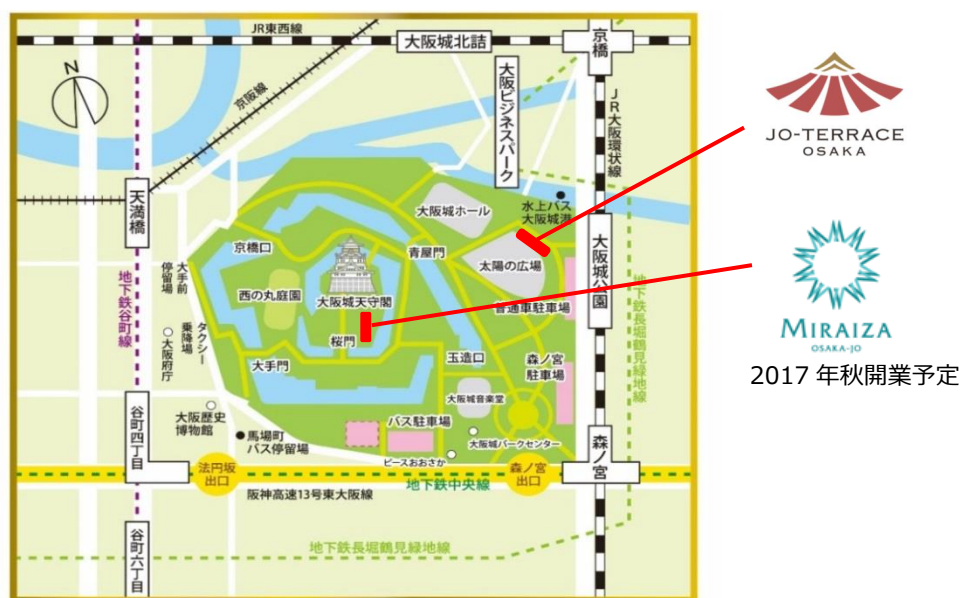 JR東西線
大阪城北詰
京橋
N
京阪線
大阪ビジネスパーク
JR大阪環状線
JO-TERRACE
OSAKA
天満橋
大阪城ホール
水上バス
大阪城港
京橋口
青屋門
太陽の広場
大阪城公園
大手前
停留場
地下鉄谷町線
西の丸庭園
大阪城天守閣
普通車駐車場
地下鉄長堀鶴見緑地線
MIRAIZA
OSAKA-JO
2017 年秋開業予定
タクシー
乗降場
大阪府庁
桜門
大手門
玉造口
森ノ宮
駐車場
大阪城音楽堂
谷町四丁目
大阪歴史
博物館
馬場町
バス停留場
バス駐車場
大阪城パークセンター
森ノ宮
ピースおおさか
法円坂
出口
森ノ宮
出口
地下鉄中央線
阪神高速13号東大阪線
谷町六丁目
地下鉄長堀鶴見緑地線